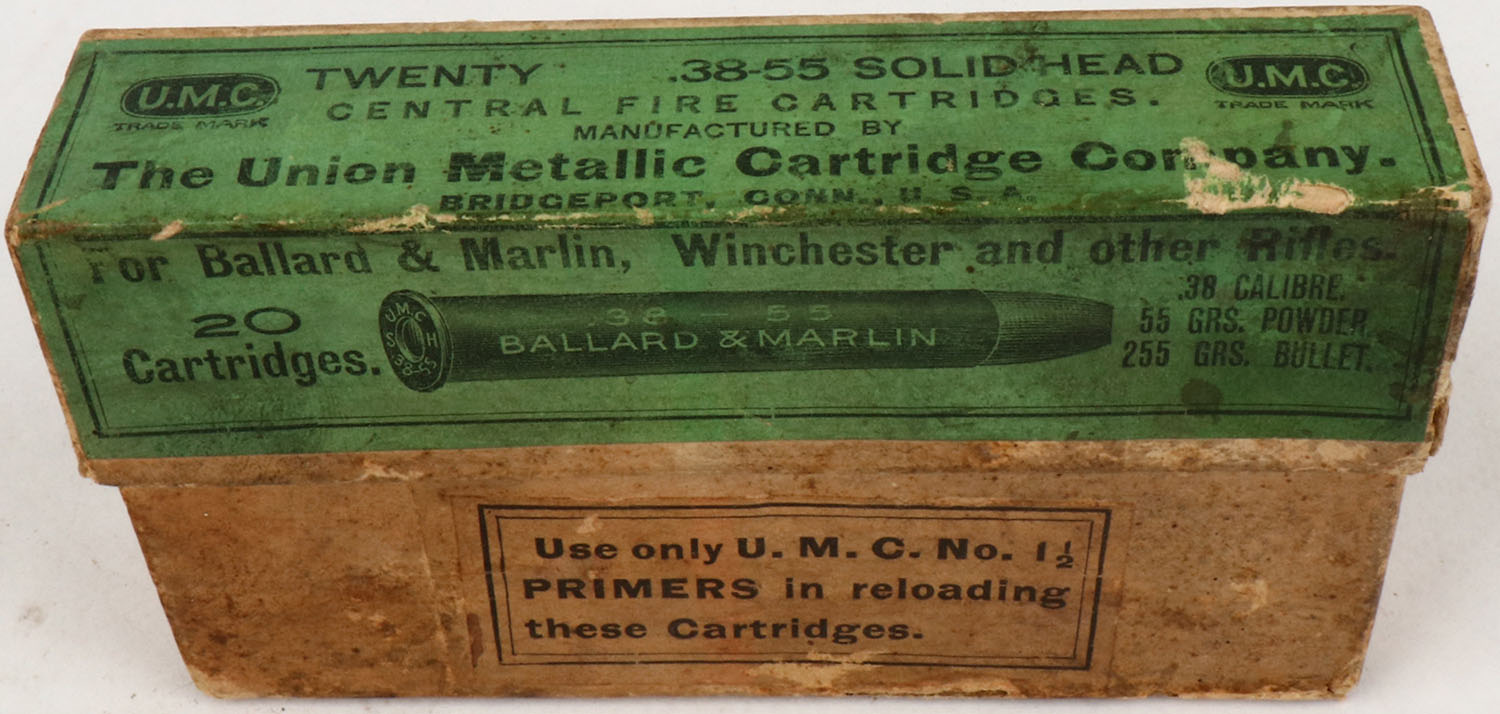 U.M.C.
TRADE MARK
TWENTY .38-55 SOLID HEAD
CENTRAL FIRE CARTRIDGES.
U.M.C.
TRADE MARK
MANUFACTURED BY
The Union Metallic Cartridge Company.
BRIDGEPORT, CONN., U.S.A.
For Ballard & Marlin, Winchester and other Rifles.
20
Cartridges.
U.M.C
S H
38-55
38 - 55
BALLARD & MARLIN
.38 CALIBRE.
55 GRS. POWDER.
255 GRS. BULLET.
Use only U. M. C. No. 1½
PRIMERS in reloading
these Cartridges.